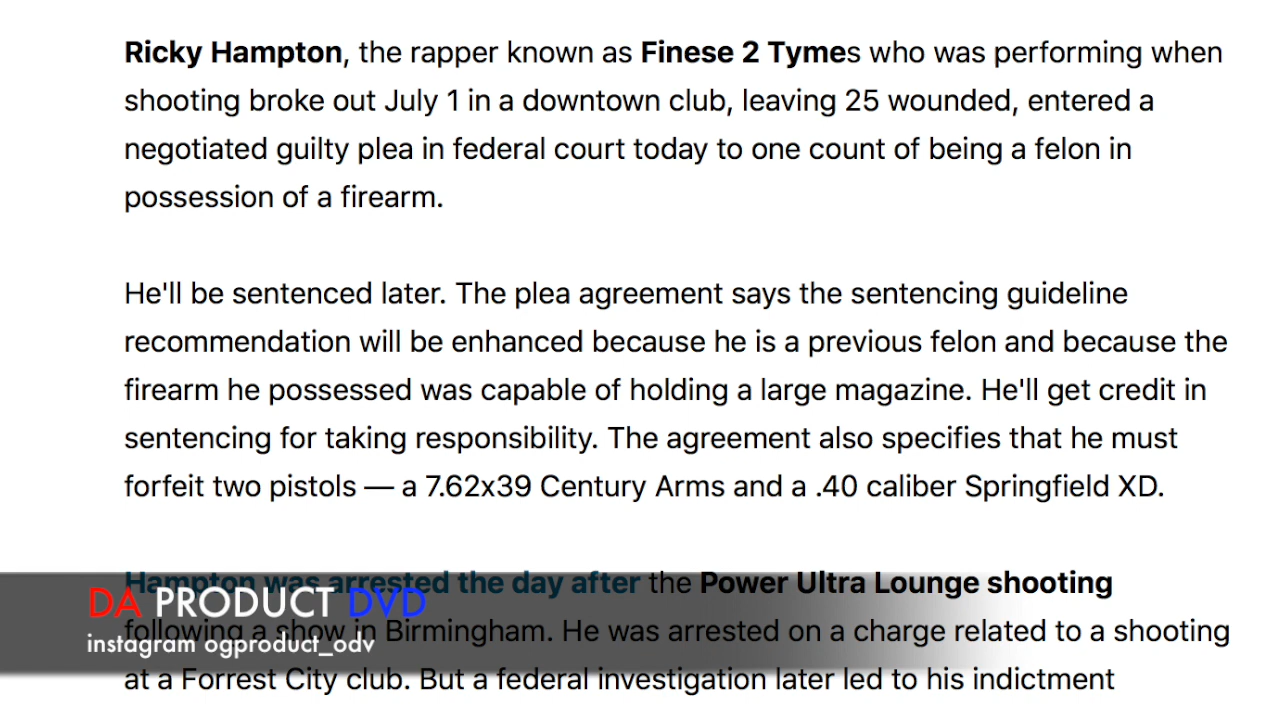 Ricky Hampton, the rapper known as Finese 2 Tymes who was performing when
shooting broke out July 1 in a downtown club, leaving 25 wounded, entered a
negotiated guilty plea in federal court today to one count of being a felon in
possession of a firearm.
He'll be sentenced later. The plea agreement says the sentencing guideline
recommendation will be enhanced because he is a previous felon and because the
firearm he possessed was capable of holding a large magazine. He'll get credit in
sentencing for taking responsibility. The agreement also specifies that he must
forfeit two pistols — a 7.62x39 Century Arms and a .40 caliber Springfield XD.
Hampton was arrested the day after the Power Ultra Lounge shooting
DA PRODUCT DVD
following a show in Birmingham. He was arrested on a charge related to a shooting
instagram ogproduct_odv
at a Forrest City club. But a federal investigation later led to his indictment